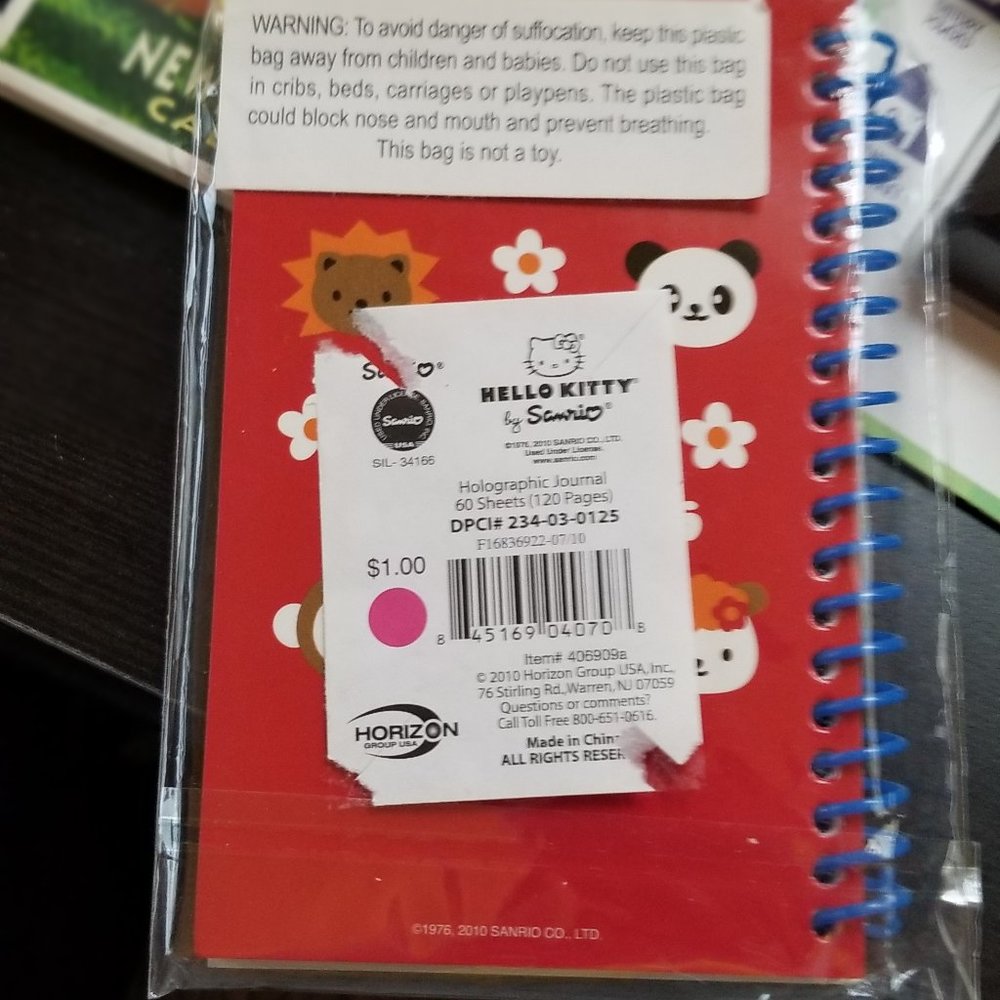 WARNING: To avoid danger of suffocation, keep this plastic
bag away from children and babies. Do not use this bag
in cribs, beds, carriages or playpens. The plastic bag
could block nose and mouth and prevent breathing.
This bag is not a toy.
HELLO KITTY®
by Sanrio®
©1976, 2010 SANRIO CO., LTD.
Used Under License.
www.sanrio.com
Sanrio
USA
SIL- 34166
Holographic Journal
60 Sheets (120 Pages)
DPCI# 234-03-0125
F16836922-07/10
$1.00
8 45169 04070 8
Item# 406909a
© 2010 Horizon Group USA, Inc.,
76 Stirling Rd., Warren, NJ 07059
Questions or comments?
Call Toll Free 800-651-0616.
HORIZON
GROUP USA
Made in Chin
ALL RIGHTS RESER
©1976, 2010 SANRIO CO., LTD.